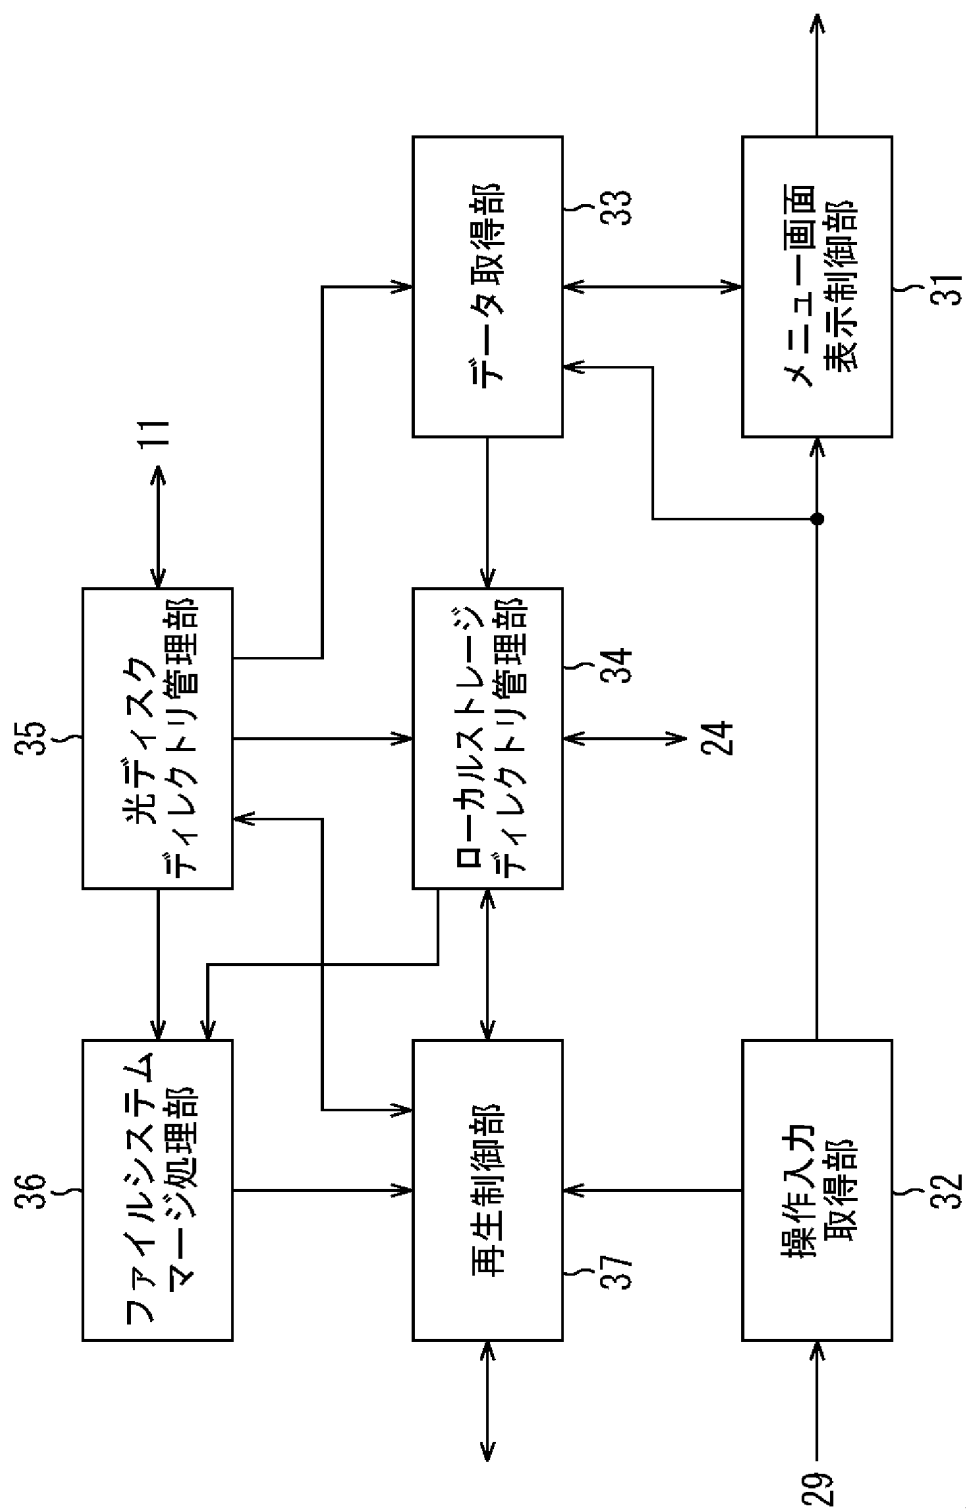 36
ファイルシステム
マージ処理部
35
光ディスク
ディレクトリ管理部
11
再生制御部
37
ローカルストレージ
ディレクトリ管理部
34
24
データ取得部
33
29
操作入力
取得部
32
メニュー画面
表示制御部
31